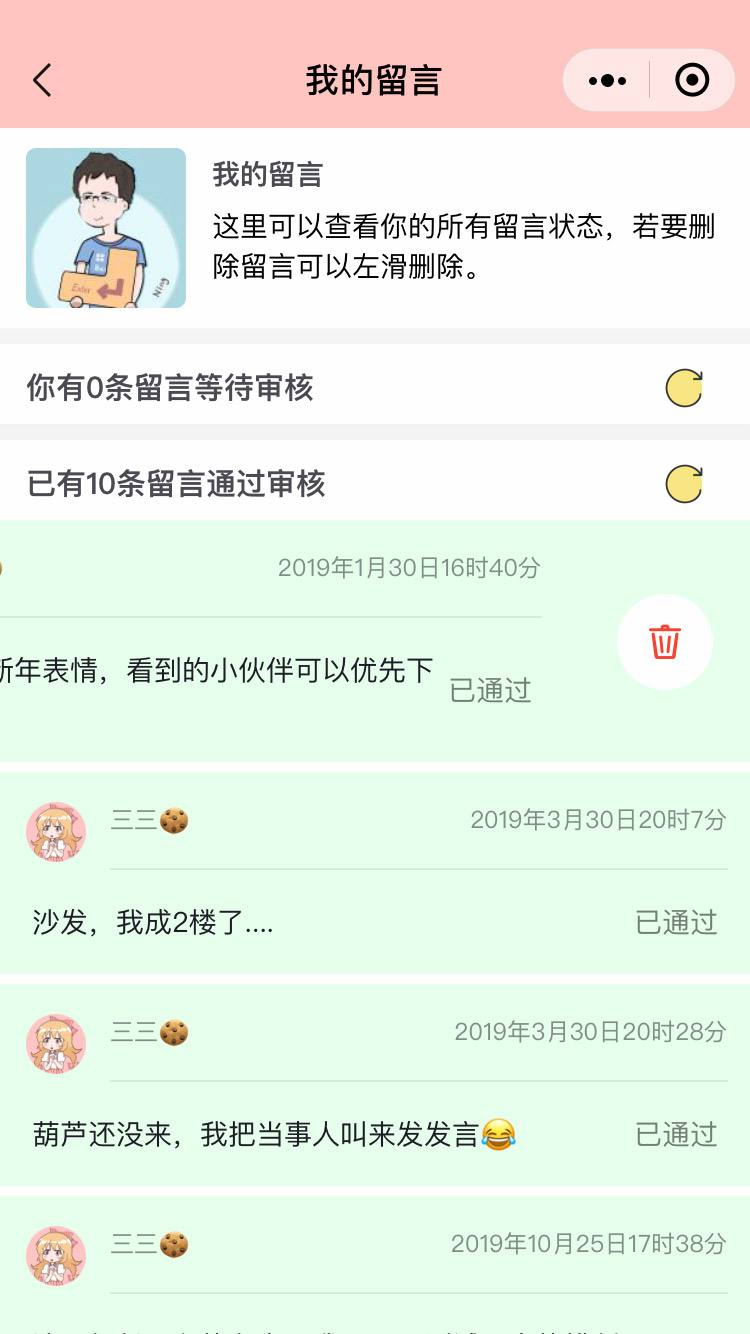 我的留言
我的留言
这里可以查看你的所有留言状态，若要删
除留言可以左滑删除。
Enter
Ning
你有0条留言等待审核
已有10条留言通过审核
2019年1月30日16时40分
新年表情，看到的小伙伴可以优先下
已通过
三三🍪
2019年3月30日20时7分
沙发，我成2楼了....
已通过
三三🍪
2019年3月30日20时28分
葫芦还没来，我把当事人叫来发发言😂
已通过
三三🍪
2019年10月25日17时38分